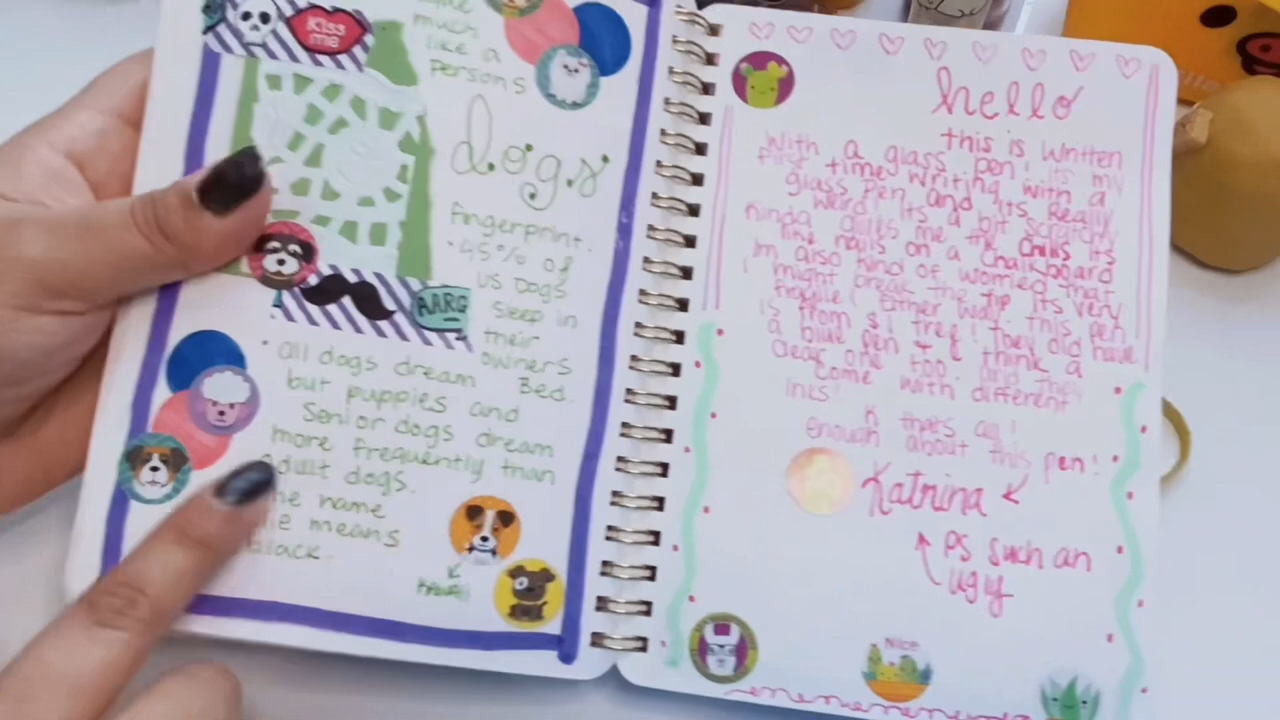 Kiss
me
much
like a
persons
dogs
fingerprint.
• 45% of
US Dogs
Sleep in
their
owners
Bed.
AARG
• all dogs dream
but puppies and
Senior dogs dream
more frequently than
Adult dogs.
name
means
black.
hello
this is written
with a glass pen! its my
first time writing with a
glass pen and its Really
weird. Its a bit scratchy
Kinda gives me the chills its
like nails on a chalkboard
Im also kind of worried that
I might break the tip its very
fragile! Either way this pen
is from $1 tree! they did have
a blue pen & I think a
clear one too. and they
come with different
inks!
K thats all!
enough about this pen!
Katrina
PS such an
ugly
Nice